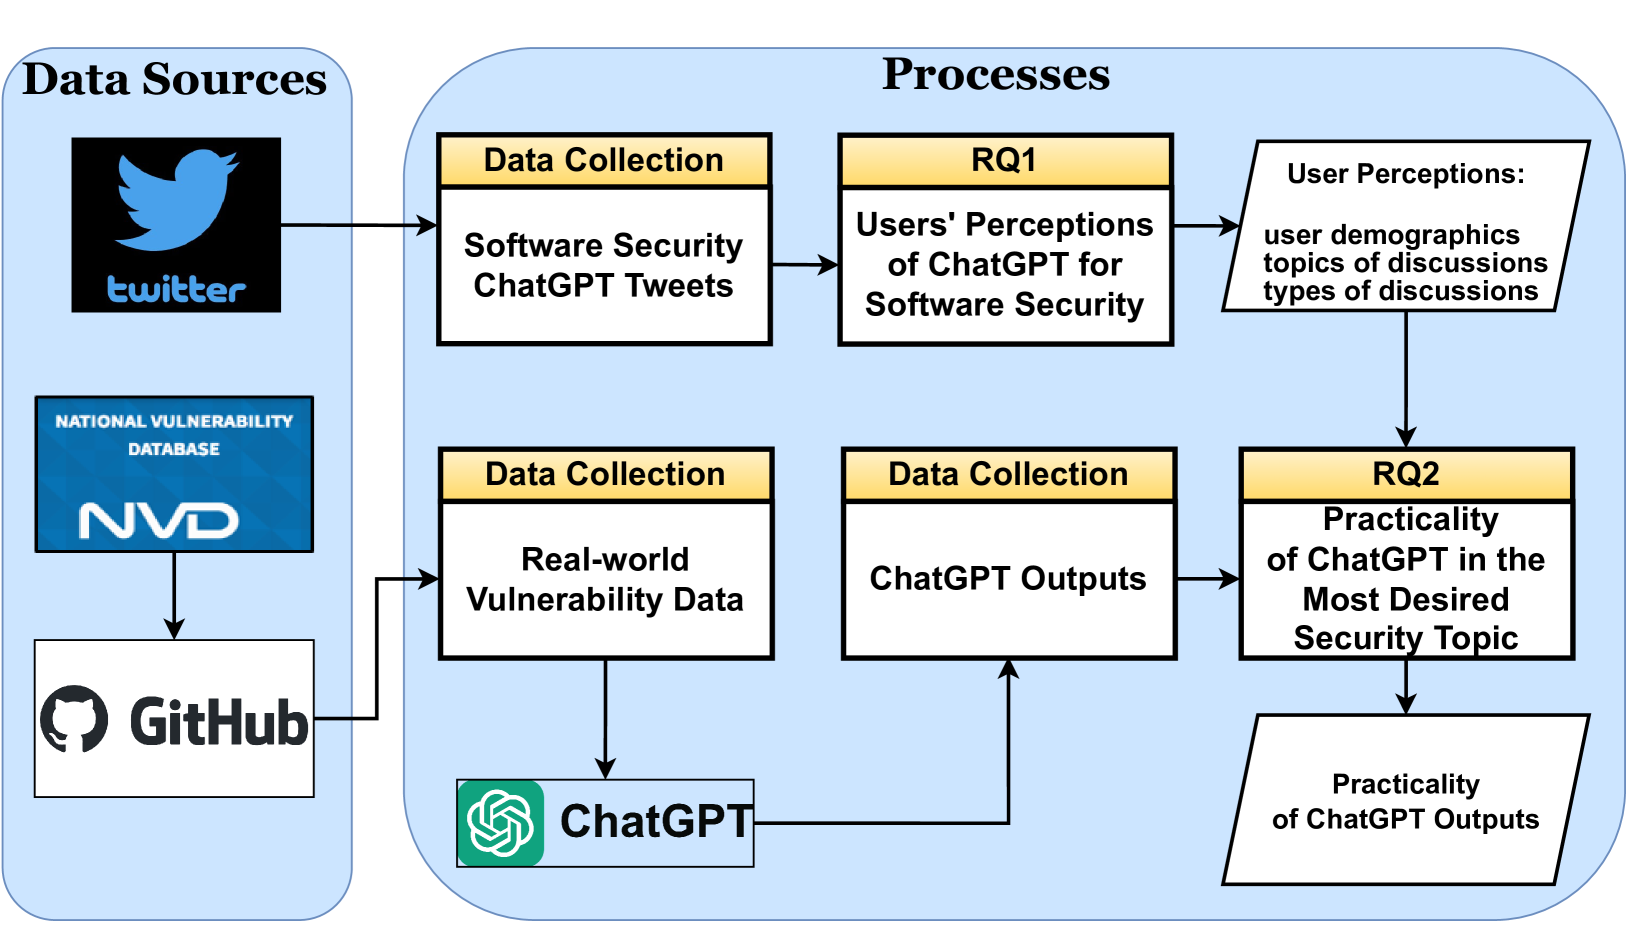 Data Sources
Processes
twitter
Data Collection
Software Security
ChatGPT Tweets
RQ1
Users' Perceptions
of ChatGPT for
Software Security
User Perceptions:
user demographics
topics of discussions
types of discussions
NATIONAL VULNERABILITY
DATABASE
NVD
GitHub
Data Collection
Real-world
Vulnerability Data
ChatGPT
Data Collection
ChatGPT Outputs
RQ2
Practicality
of ChatGPT in the
Most Desired
Security Topic
Practicality
of ChatGPT Outputs